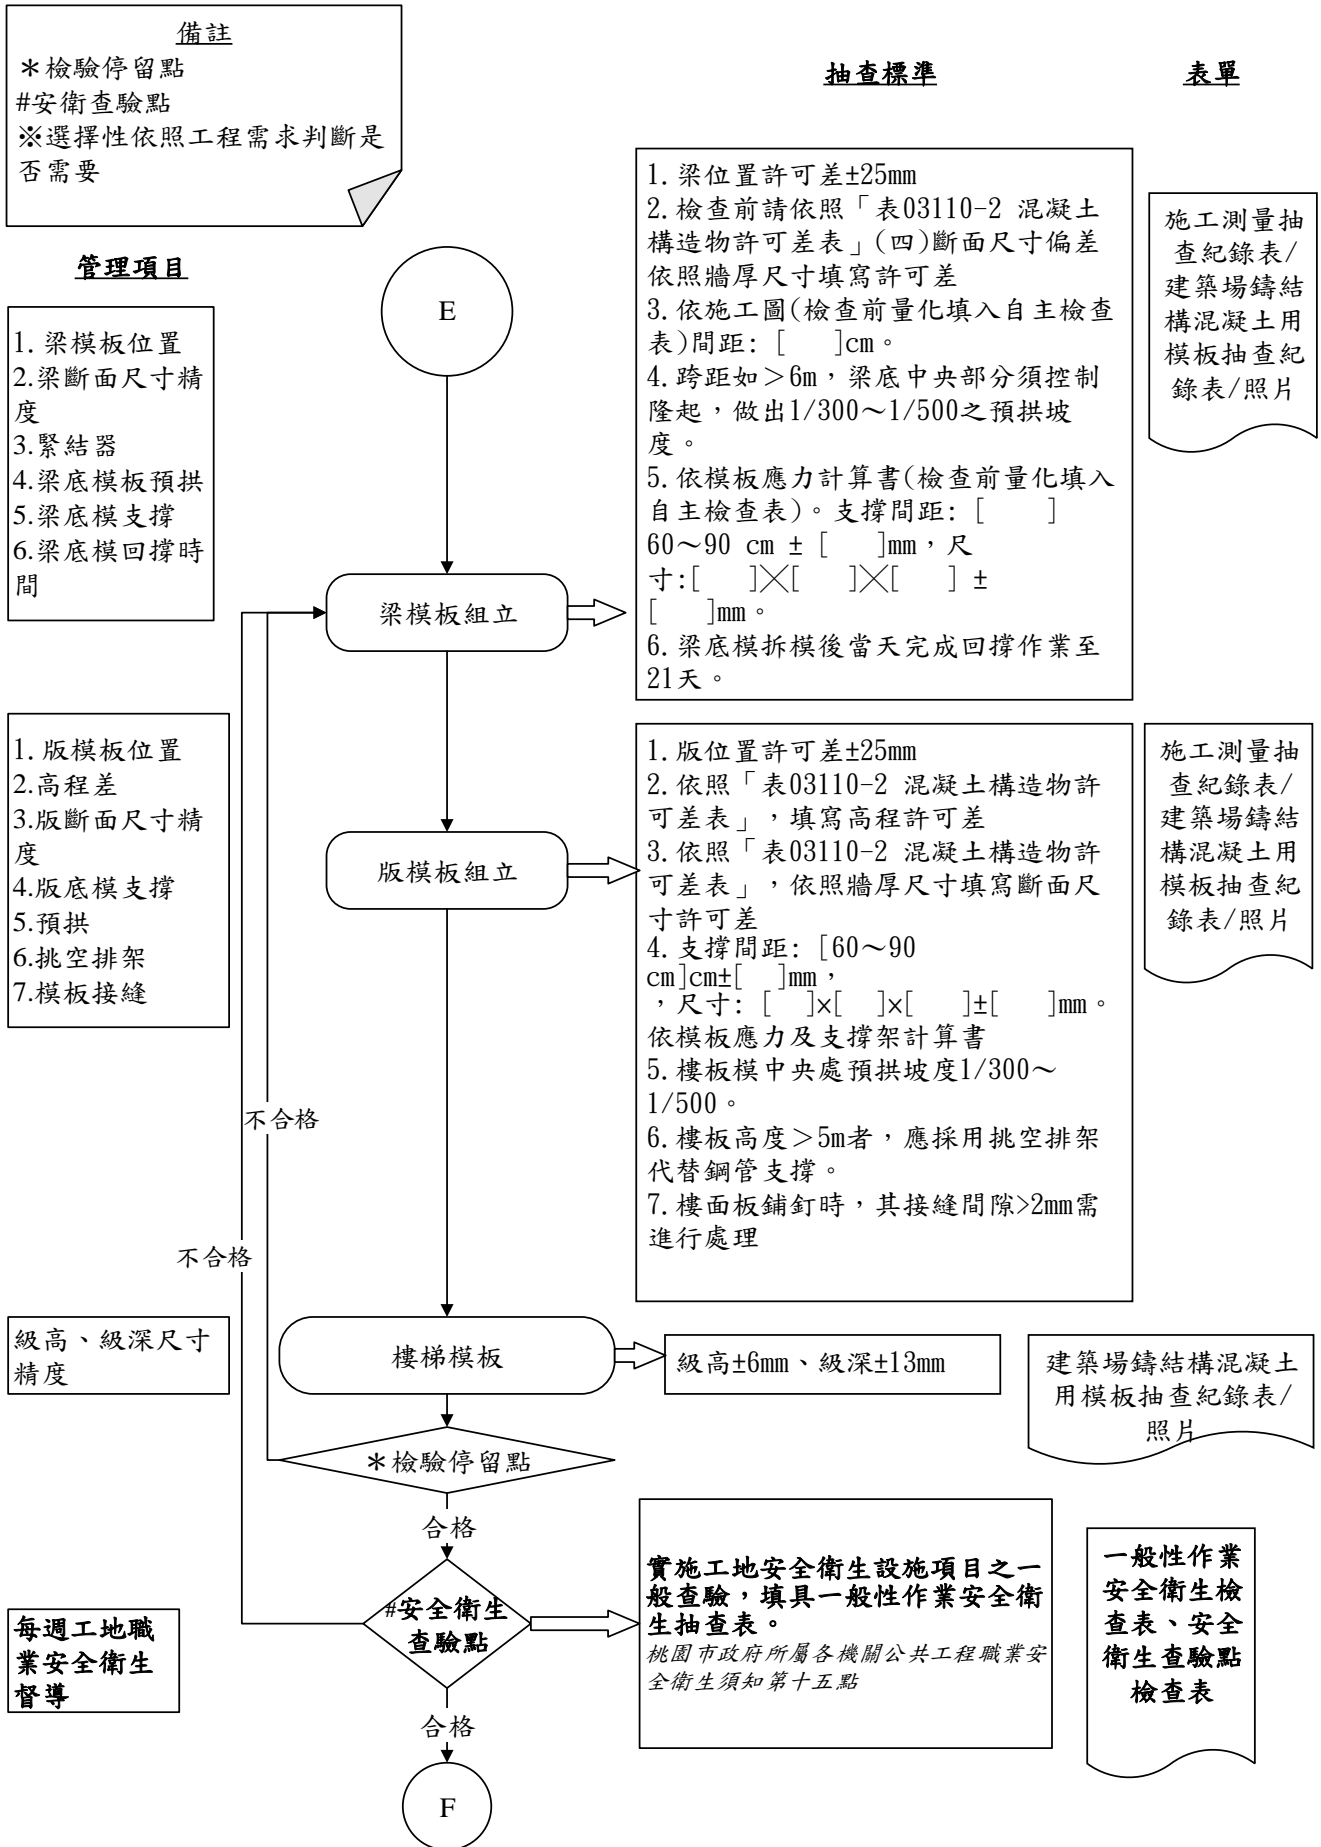 備註
＊檢驗停留點
#安衛查驗點
※選擇性依照工程需求判斷是
否需要
抽查標準
表單
管理項目
E
1. 梁模板位置
2.梁斷面尺寸精
度
3.緊結器
4.梁底模板預拱
5.梁底模支撐
6.梁底模回撐時
間
梁模板組立
1. 梁位置許可差±25mm
2. 檢查前請依照「表03110-2 混凝土
構造物許可差表」(四)斷面尺寸偏差
依照牆厚尺寸填寫許可差
3. 依施工圖(檢查前量化填入自主檢查
表)間距: [　　]cm。
4. 跨距如＞6m，梁底中央部分須控制
隆起，做出1/300～1/500之預拱坡
度。
5. 依模板應力計算書(檢查前量化填入
自主檢查表)。支撐間距: [　　]
60～90 cm ± [　　]mm，尺
寸:[　　]╳[　　]╳[　　] ±
[　　]mm。
6. 梁底模拆模後當天完成回撐作業至
21天。
施工測量抽
查紀錄表/
建築場鑄結
構混凝土用
模板抽查紀
錄表/照片
1. 版模板位置
2.高程差
3.版斷面尺寸精
度
4.版底模支撐
5.預拱
6.挑空排架
7.模板接縫
版模板組立
1. 版位置許可差±25mm
2. 依照「表03110-2 混凝土構造物許
可差表」，填寫高程許可差
3. 依照「表03110-2 混凝土構造物許
可差表」，依照牆厚尺寸填寫斷面尺
寸許可差
4. 支撐間距: [60～90
cm]cm±[　　]mm，
，尺寸: [　　]×[　　]×[　　]±[　　]mm。
依模板應力及支撐架計算書
5. 樓板模中央處預拱坡度1/300～
1/500。
6. 樓板高度＞5m者，應採用挑空排架
代替鋼管支撐。
7. 樓面板鋪釘時，其接縫間隙>2mm需
進行處理
施工測量抽
查紀錄表/
建築場鑄結
構混凝土用
模板抽查紀
錄表/照片
不合格
不合格
級高、級深尺寸
精度
樓梯模板
級高±6mm、級深±13mm
建築場鑄結構混凝土
用模板抽查紀錄表/
照片
＊檢驗停留點
合格
每週工地職
業安全衛生
督導
#安全衛生
查驗點
實施工地安全衛生設施項目之一
般查驗，填具一般性作業安全衛
生抽查表。
桃園市政府所屬各機關公共工程職業安
全衛生須知第十五點
一般性作業
安全衛生檢
查表、安全
衛生查驗點
檢查表
合格
F